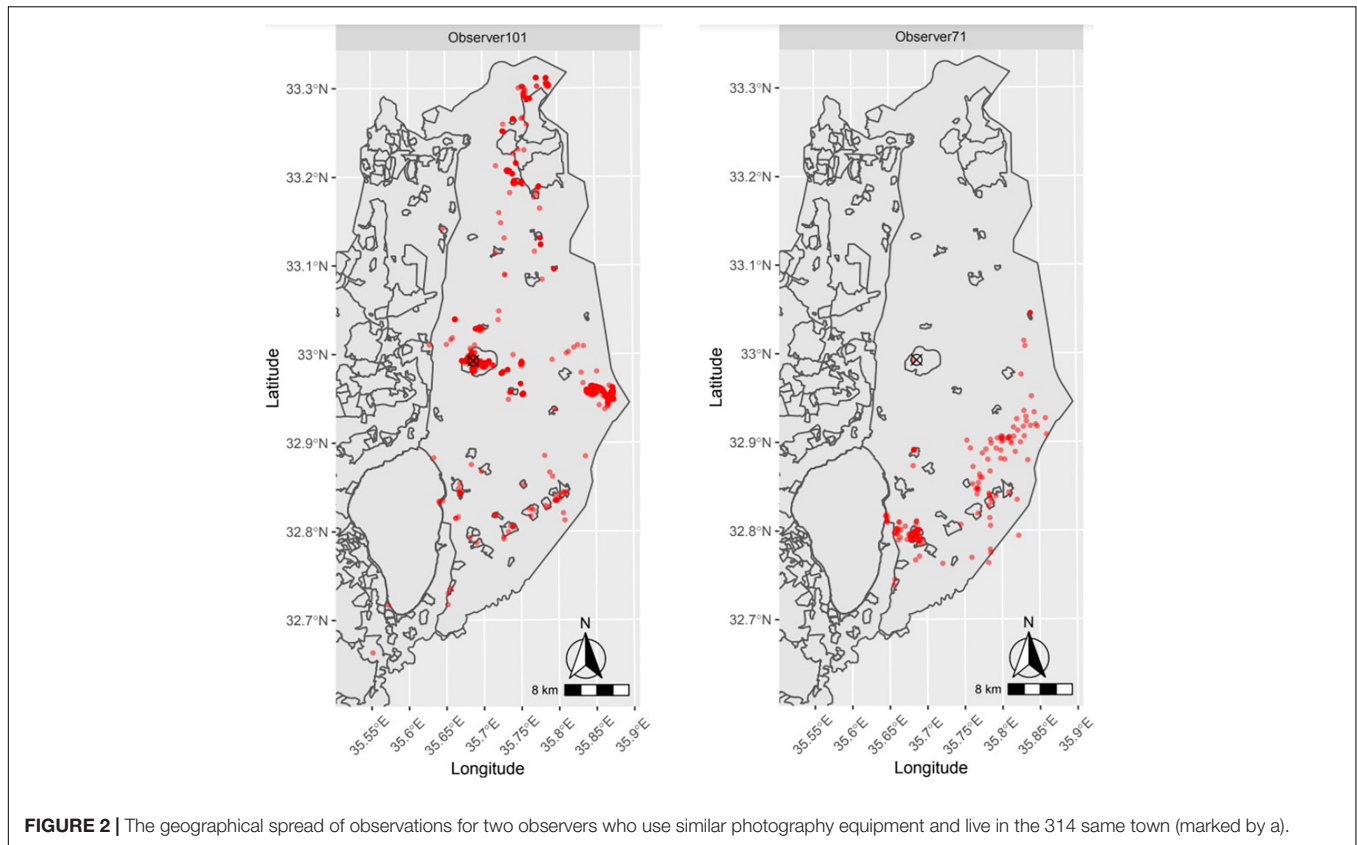 Observer101
Observer71
Latitude
33.3°N
33.2°N
33.1°N
33°N
32.9°N
32.8°N
32.7°N
N
8 km
35.55°E
35.6°E
35.65°E
35.7°E
35.75°E
35.8°E
35.85°E
35.9°E
Longitude
Latitude
33.3°N
33.2°N
33.1°N
33°N
32.9°N
32.8°N
32.7°N
N
8 km
35.55°E
35.6°E
35.65°E
35.7°E
35.75°E
35.8°E
35.85°E
35.9°E
Longitude
FIGURE 2 | The geographical spread of observations for two observers who use similar photography equipment and live in the 314 same town (marked by a).